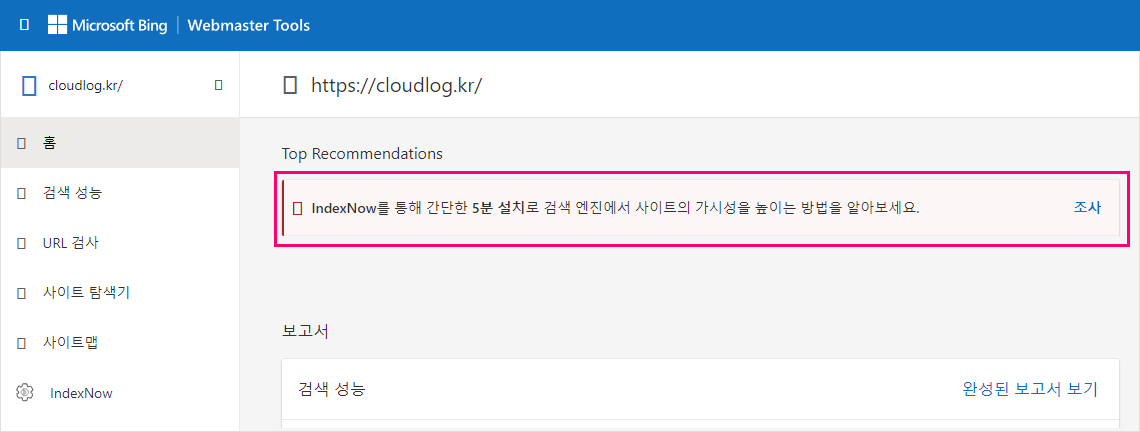 Microsoft Bing | Webmaster Tools
cloudlog.kr/
https://cloudlog.kr/
홈
검색 성능
URL 검사
사이트 탐색기
사이트맵
IndexNow
Top Recommendations
IndexNow를 통해 간단한 5분 설치로 검색 엔진에서 사이트의 가시성을 높이는 방법을 알아보세요.
조사
보고서
검색 성능
완성된 보고서 보기